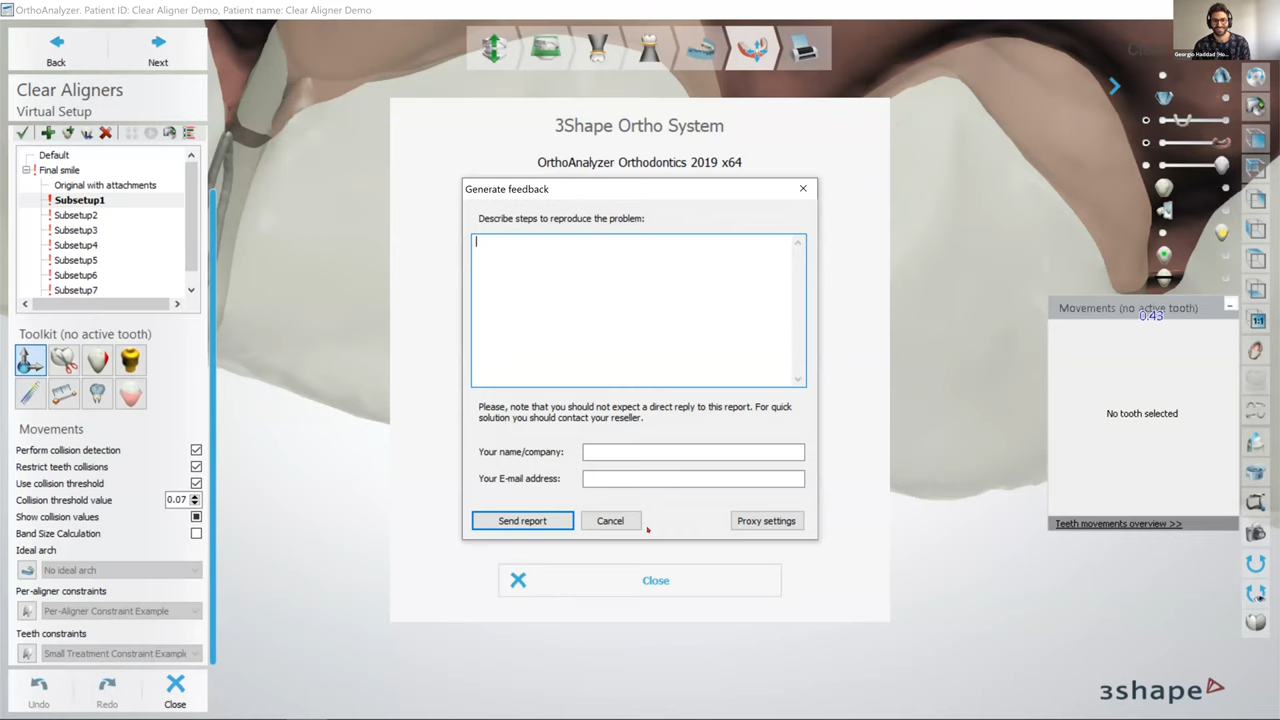 OrthoAnalyzer. Patient ID: Clear Aligner Demo, Patient name: Clear Aligner Demo
Georgio Haddad
Back
Next
Clear Aligners
Virtual Setup
Default
Final smile
Original with attachments
Subsetup1
Subsetup2
Subsetup3
Subsetup4
Subsetup5
Subsetup6
Subsetup7
Toolkit (no active tooth)
Movements
Perform collision detection
Restrict teeth collisions
Use collision threshold
Collision threshold value 0.07
Show collision values
Band Size Calculation
Ideal arch
No ideal arch
Per-aligner constraints
Per-Aligner Constraint Example
Teeth constraints
Small Treatment Constraint Example
Undo
Redo
Close
3Shape Ortho System
OrthoAnalyzer Orthodontics 2019 x64
Generate feedback
Describe steps to reproduce the problem:
Please, note that you should not expect a direct reply to this report. For quick
solution you should contact your reseller.
Your name/company:
Your E-mail address:
Send report
Cancel
Proxy settings
Close
Movements (no active tooth)
0.43
No tooth selected
Teeth movements overview >>
1:1
3shape